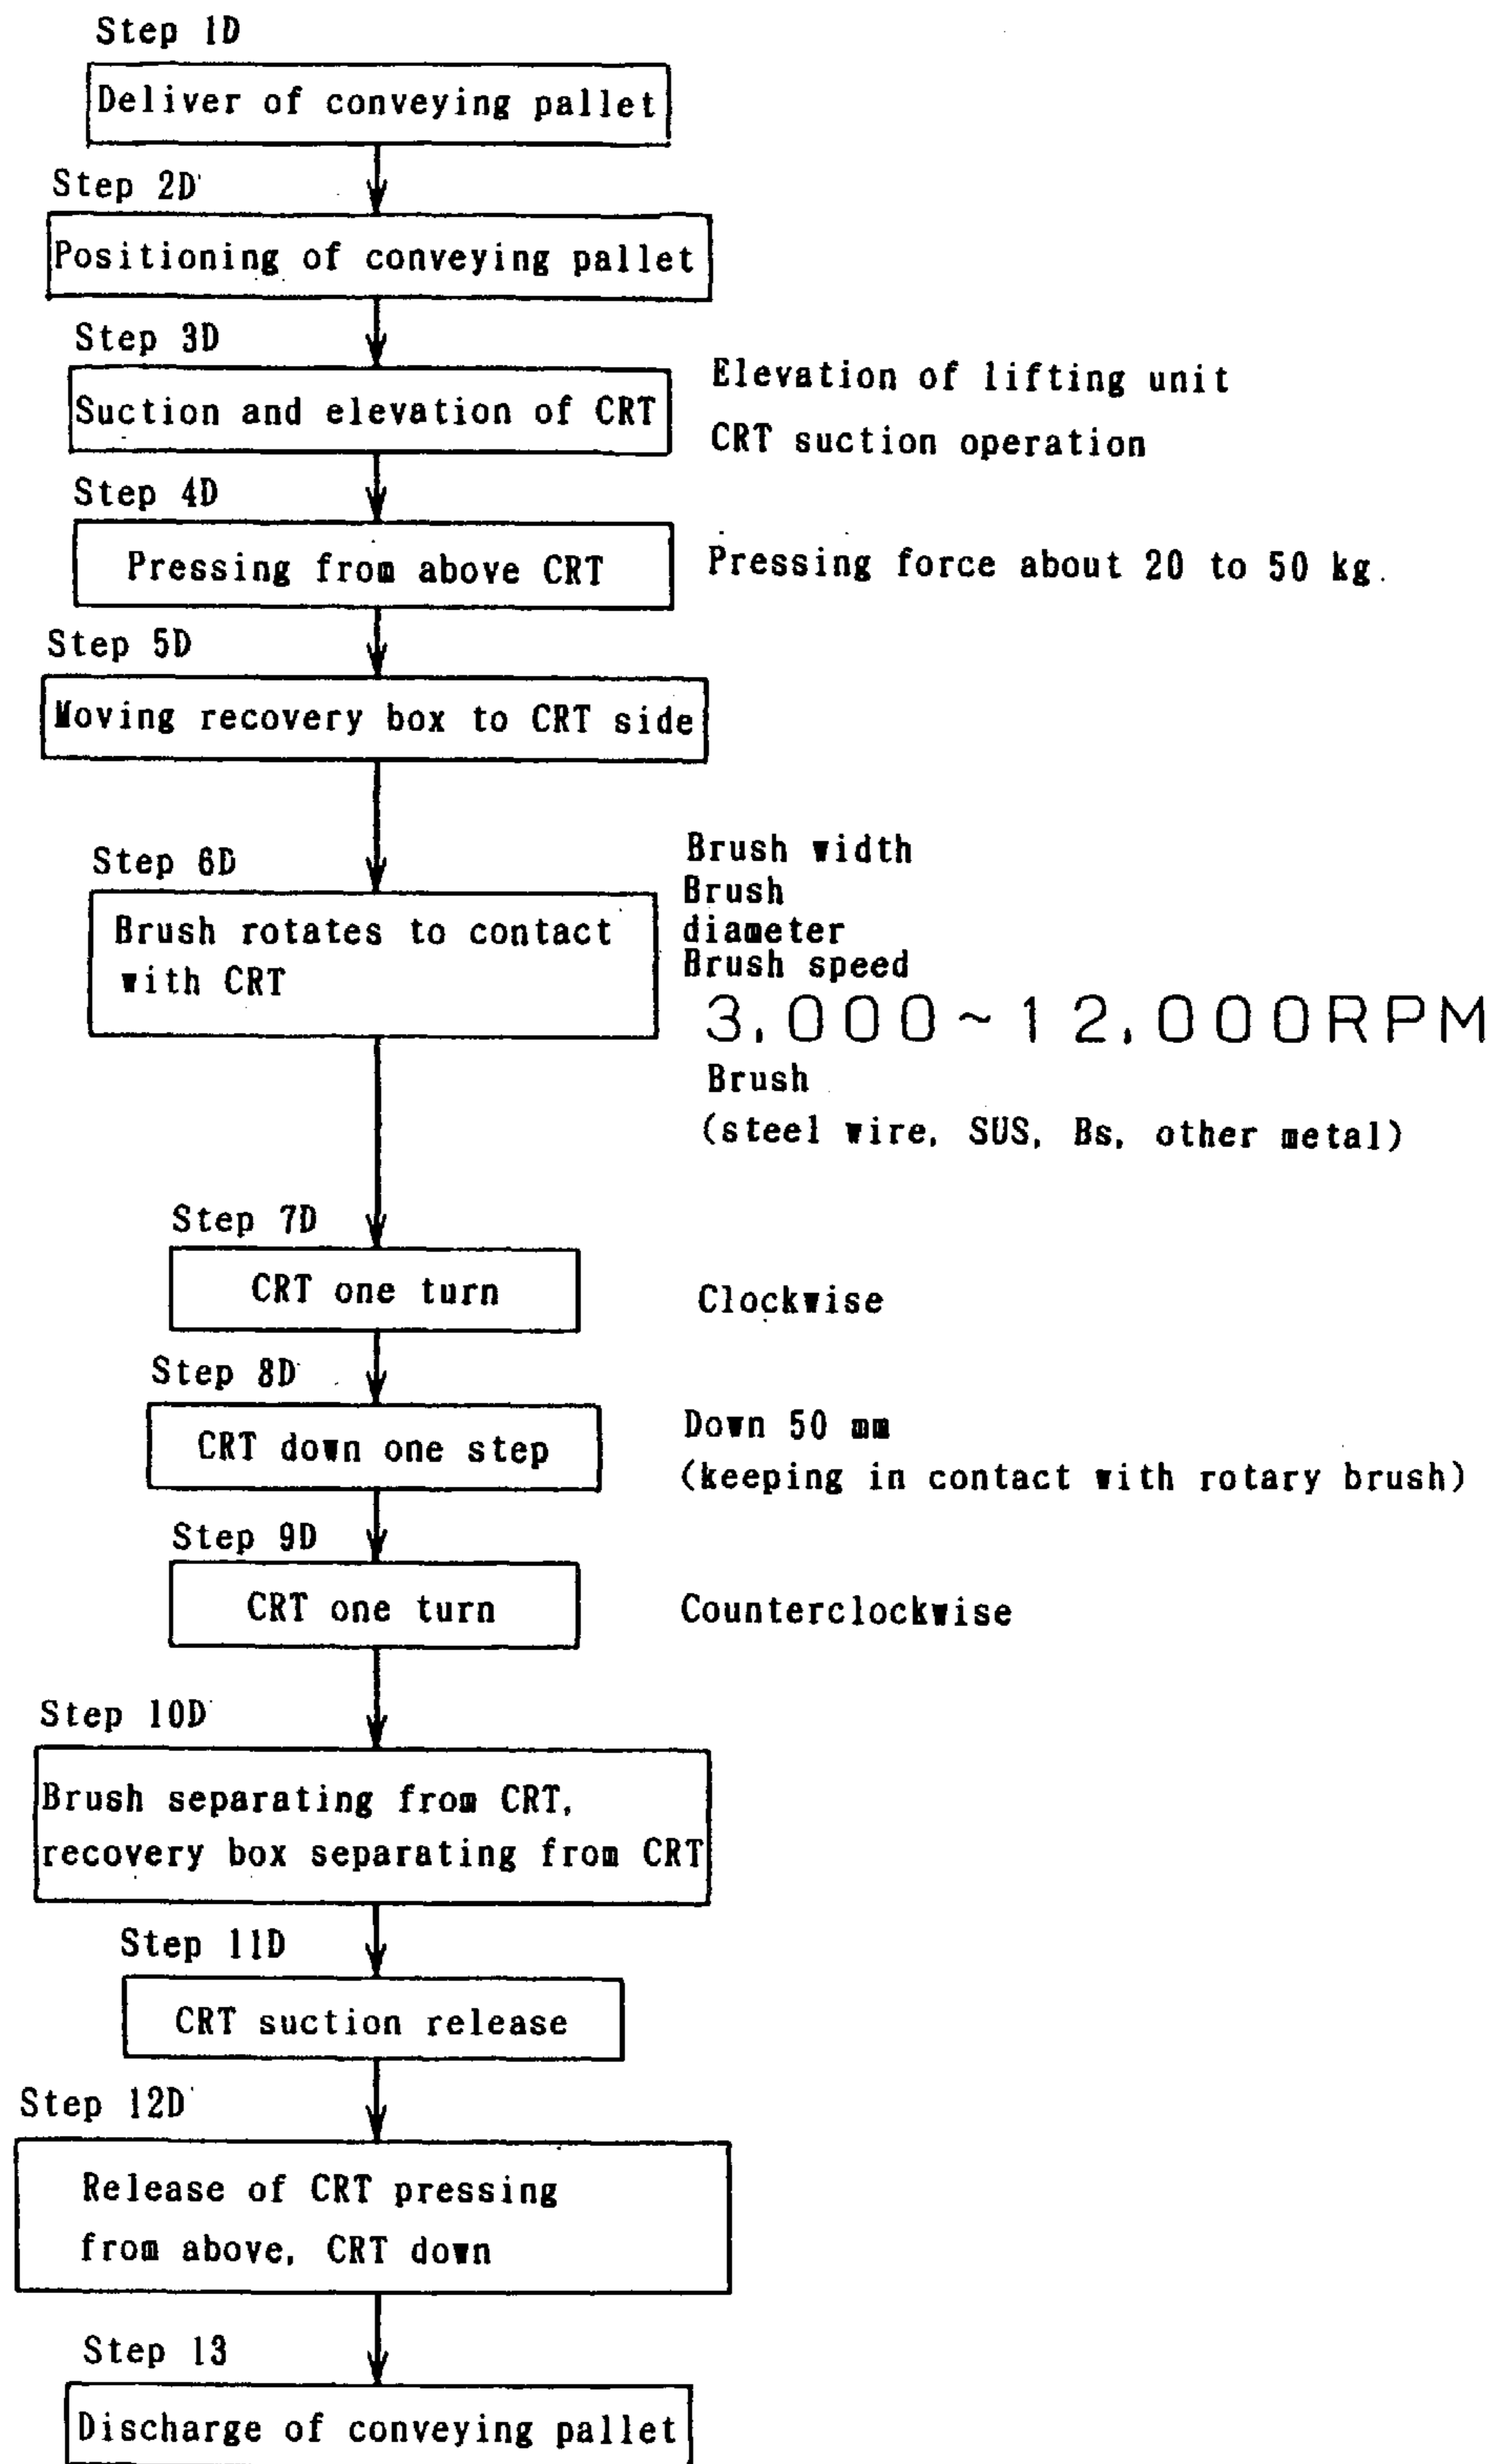 Step 1D
Deliver of conveying pallet
Step 2D
Positioning of conveying pallet
Step 3D
Suction and elevation of CRT
Elevation of lifting unit
CRT suction operation
Step 4D
Pressing from above CRT
Pressing force about 20 to 50 kg.
Step 5D
Moving recovery box to CRT side
Step 6D
Brush rotates to contact
with CRT
Brush width
Brush
diameter
Brush speed
3,000~12,000RPM
Brush
(steel wire, SUS, Bs, other metal)
Step 7D
CRT one turn
Clockwise
Step 8D
CRT down one step
Down 50 mm
(keeping in contact with rotary brush)
Step 9D
CRT one turn
Counterclockwise
Step 10D
Brush separating from CRT,
recovery box separating from CRT
Step 11D
CRT suction release
Step 12D
Release of CRT pressing
from above, CRT down
Step 13
Discharge of conveying pallet